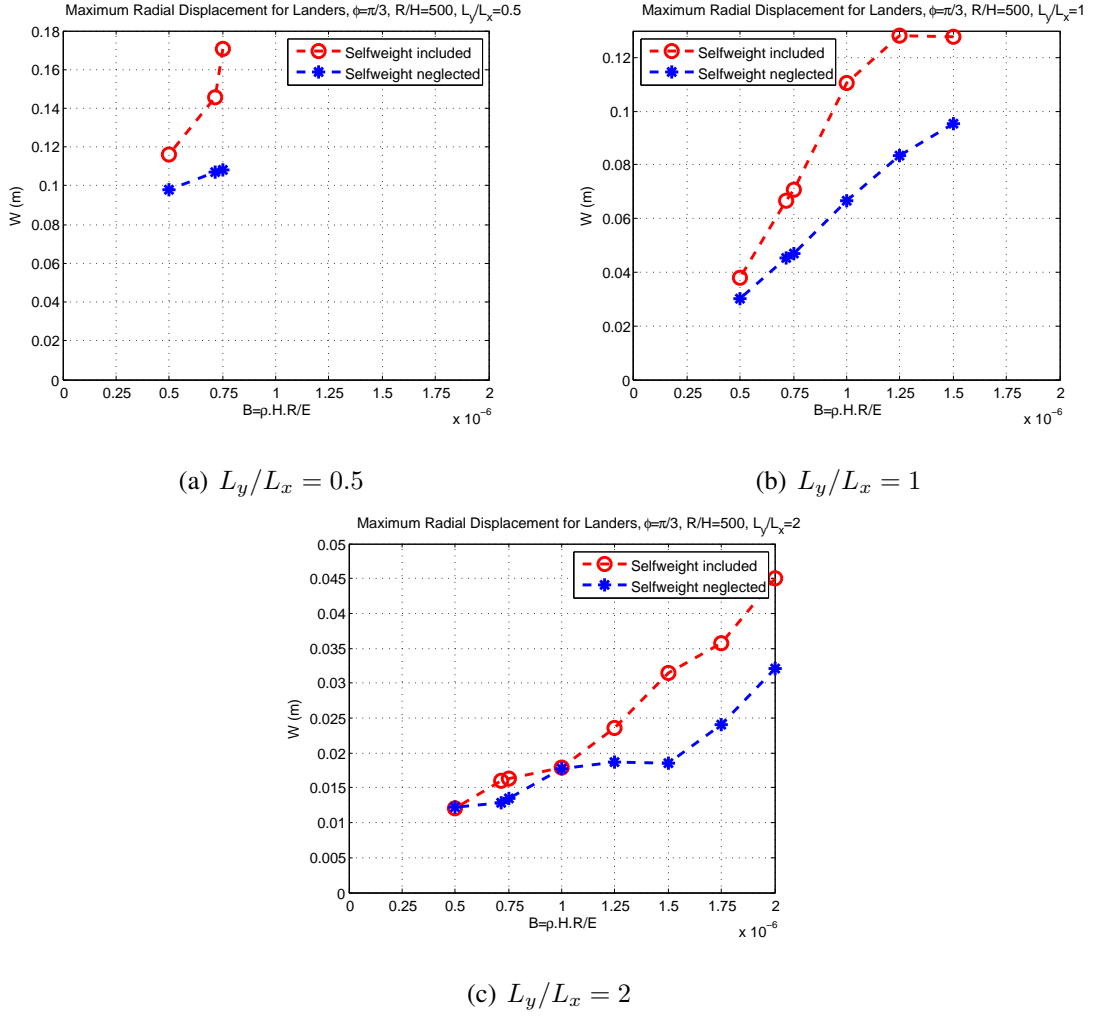 Maximum Radial Displacement for Landers, ϕ=π/3, R/H=500, L_y/L_x=0.5
Selfweight included
Selfweight neglected
0.18
0.16
0.14
0.12
0.1
0.08
0.06
0.04
0.02
0
W (m)
0 0.25 0.5 0.75 1 1.25 1.5 1.75 2
B=ρ.H.R/E
x 10^-6
(a) L_y/L_x = 0.5
Maximum Radial Displacement for Landers, ϕ=π/3, R/H=500, L_y/L_x=1
Selfweight included
Selfweight neglected
0.12
0.1
0.08
0.06
0.04
0.02
0
W (m)
0 0.25 0.5 0.75 1 1.25 1.5 1.75 2
B=ρ.H.R/E
x 10^-6
(b) L_y/L_x = 1
Maximum Radial Displacement for Landers, ϕ=π/3, R/H=500, L_y/L_x=2
Selfweight included
Selfweight neglected
0.05
0.045
0.04
0.035
0.03
0.025
0.02
0.015
0.01
0.005
0
W (m)
0 0.25 0.5 0.75 1 1.25 1.5 1.75 2
B=ρ.H.R/E
x 10^-6
(c) L_y/L_x = 2